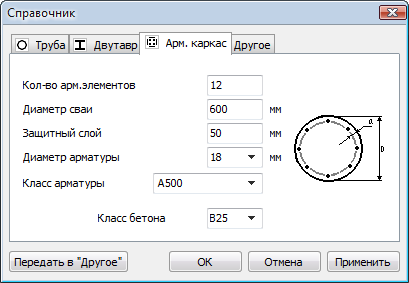 Справочник
Труба Двутавр Арм. каркас Другое
Кол-во арм.элементов 12
Диаметр сваи 600 мм
Защитный слой 50 мм
Диаметр арматуры 18 мм
Класс арматуры A500
Класс бетона B25
a
D
Передать в "Другое" OK Отмена Применить